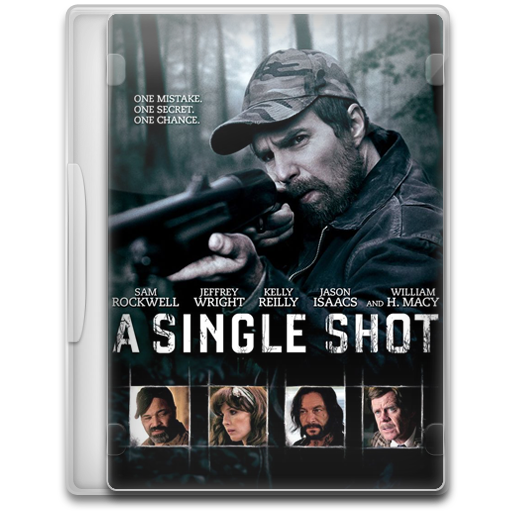 ONE MISTAKE.
ONE SECRET.
ONE CHANCE.
SAM ROCKWELL JEFFREY WRIGHT KELLY REILLY JASON ISAACS AND WILLIAM H. MACY
A SINGLE SHOT